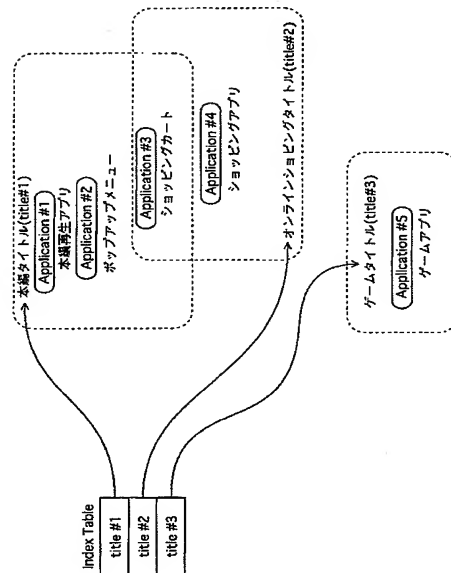 Index Table
title #1
title #2
title #3
本編タイトル(title#1)
Application #1
本編再生アプリ
Application #2
ポップアップメニュー
Application #3
ショッピングカート
Application #4
ショッピングアプリ
オンラインショピングタイトル(title#2)
ゲームタイトル(title#3)
Application #5
ゲームアプリ